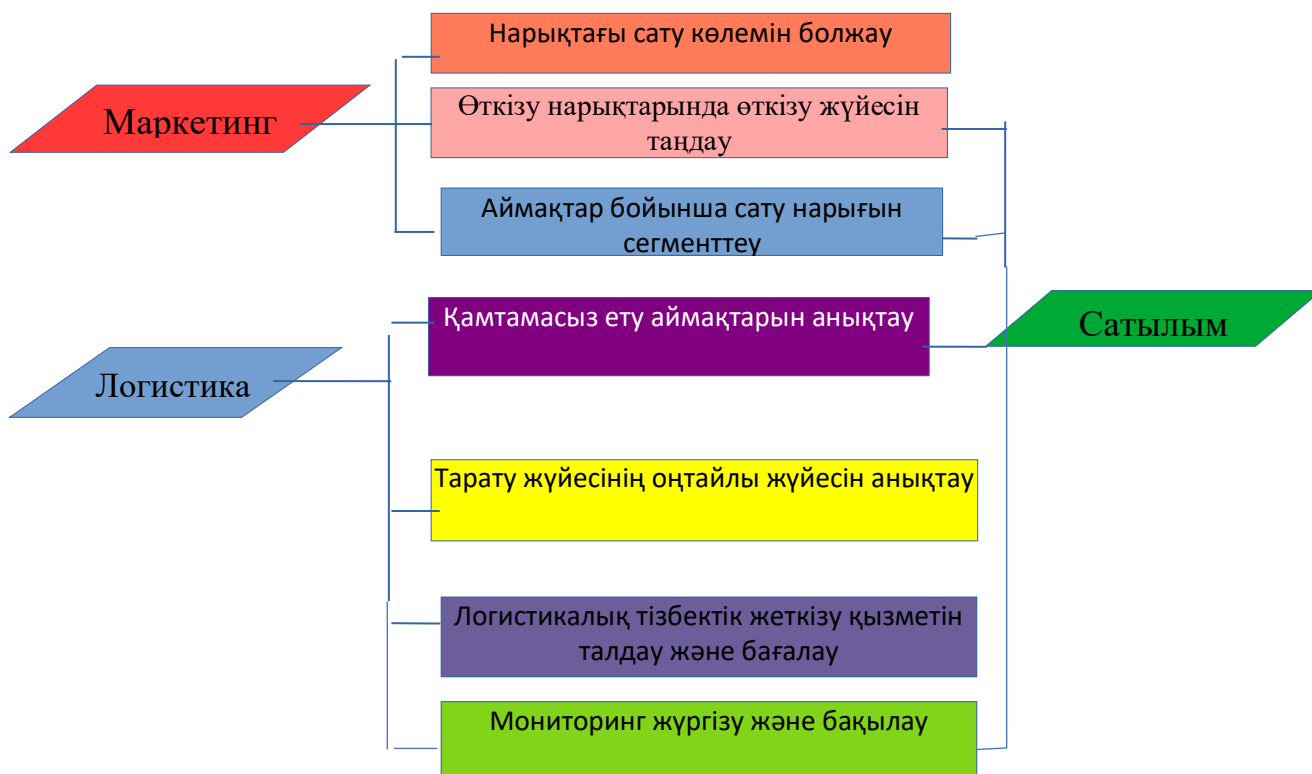 Нарықтағы сату көлемін болжау
Маркетинг
Өткізу нарықтарында өткізу жүйесін
таңдау
Аймақтар бойынша сату нарығын
сегменттеу
Қамтамасыз ету аймақтарын анықтау
Сатылым
Логистика
Тарату жүйесінің оңтайлы жүйесін анықтау
Логистикалық тізбектік жеткізу қызметін
талдау және бағалау
Мониторинг жүргізу және бақылау